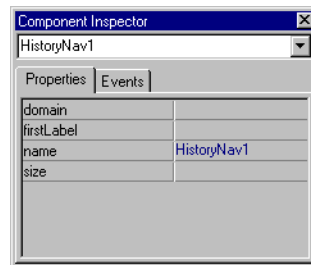 Component Inspector
HistoryNav1
Properties Events
domain
firstLabel
name HistoryNav1
size